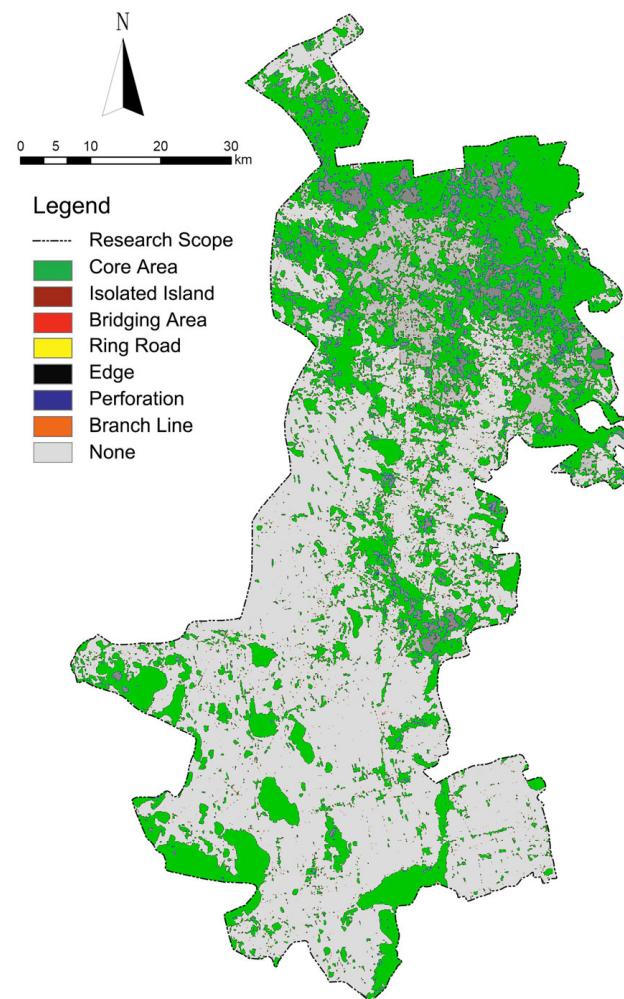 N
0 5 10 20 30
km
Legend
Research Scope
Core Area
Isolated Island
Bridging Area
Ring Road
Edge
Perforation
Branch Line
None